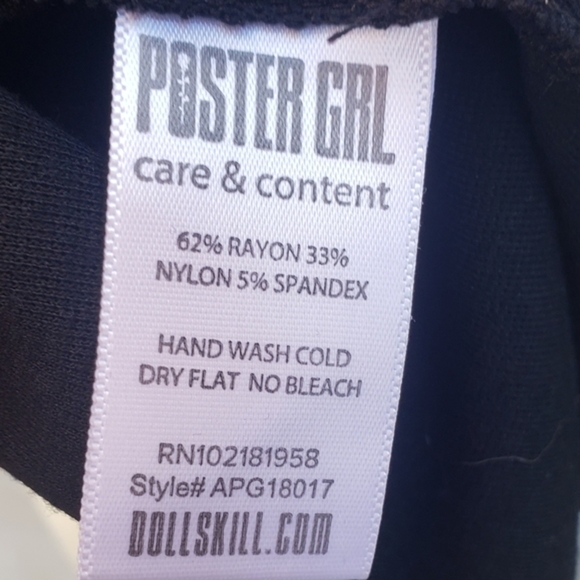 POSTER GRL
care & content
62% RAYON 33%
NYLON 5% SPANDEX
HAND WASH COLD
DRY FLAT NO BLEACH
RN102181958
Style# APG18017
DOLLSKILL.COM